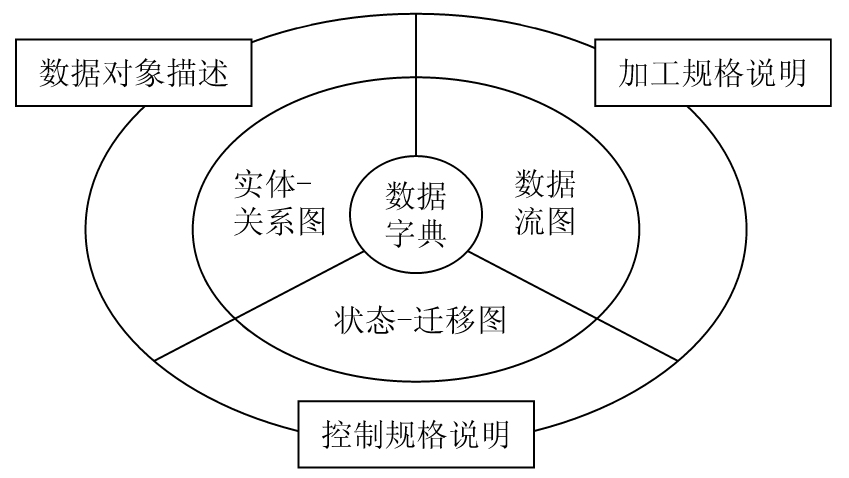 数据对象描述
加工规格说明
实体-
关系图
数据
字典
数据
流图
状态-迁移图
控制规格说明